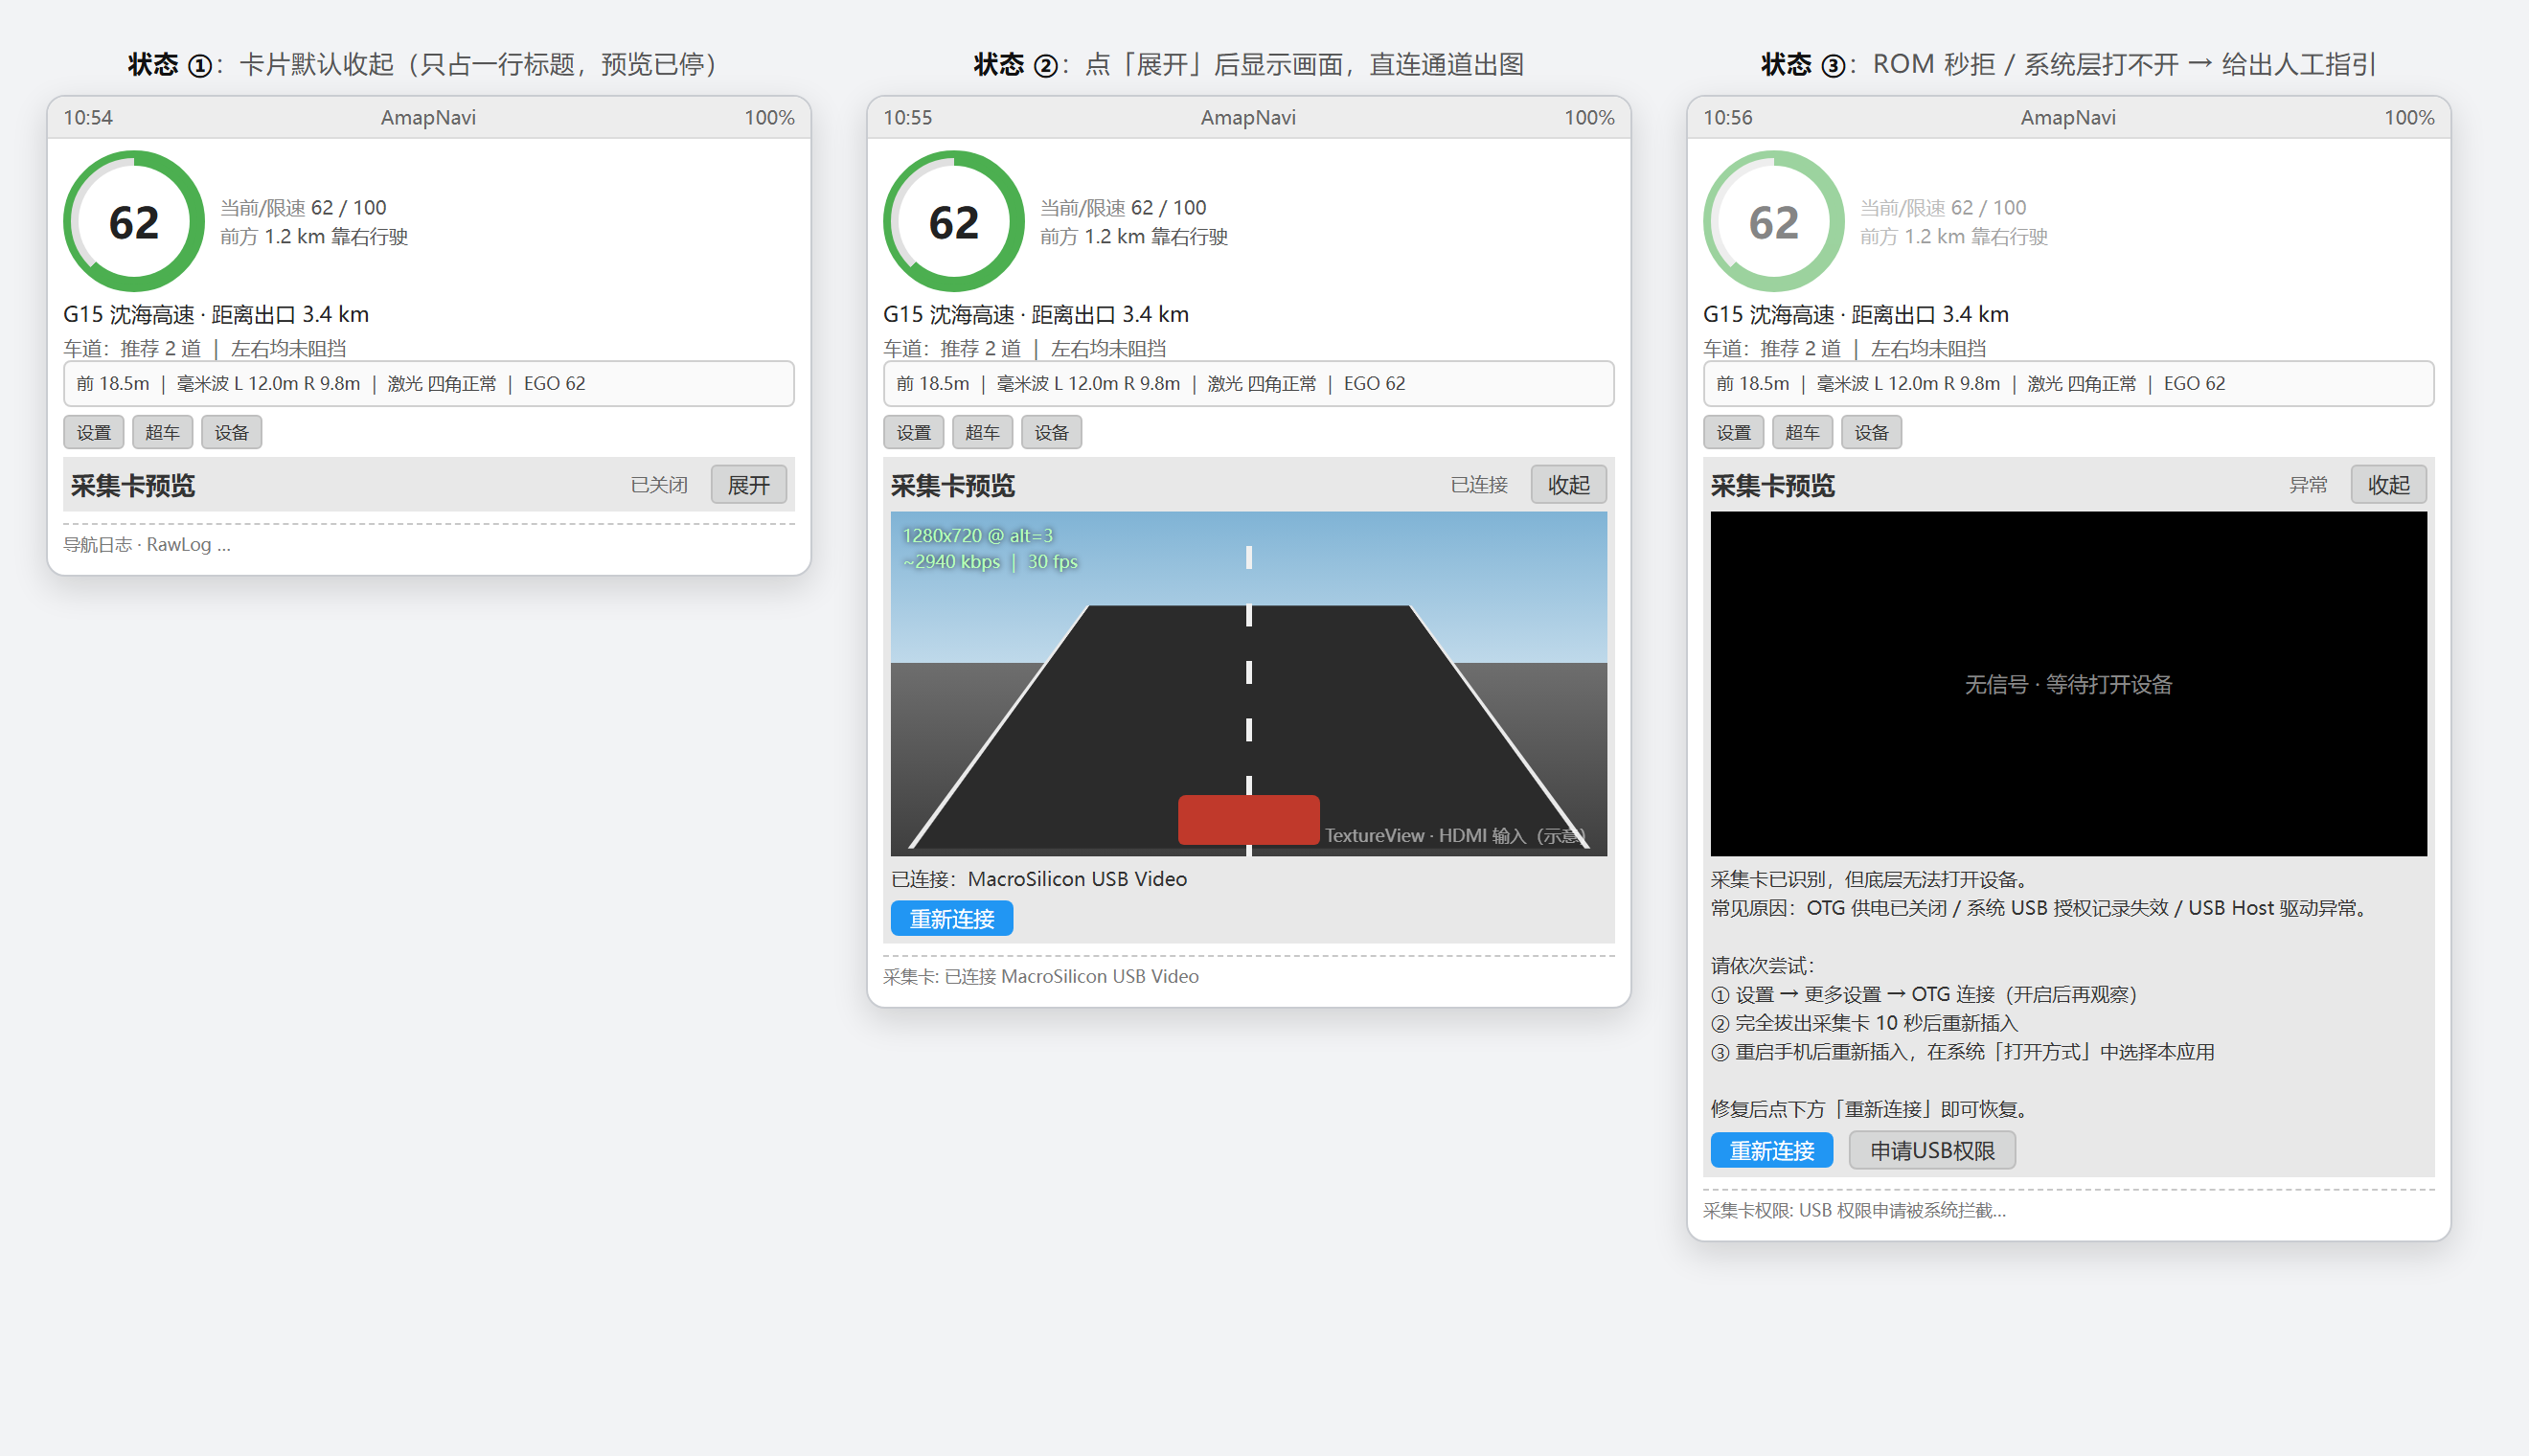 状态 ①：卡片默认收起（只占一行标题，预览已停）
10:54 AmapNavi 100%
62
当前/限速 62 / 100
前方 1.2 km 靠右行驶
G15 沈海高速 · 距离出口 3.4 km
车道：推荐 2 道 | 左右均未阻挡
前 18.5m | 毫米波 L 12.0m R 9.8m | 激光 四角正常 | EGO 62
设置 超车 设备
采集卡预览 已关闭 展开
导航日志 · RawLog ...
状态 ②：点「展开」后显示画面，直连通道出图
10:55 AmapNavi 100%
62
当前/限速 62 / 100
前方 1.2 km 靠右行驶
G15 沈海高速 · 距离出口 3.4 km
车道：推荐 2 道 | 左右均未阻挡
前 18.5m | 毫米波 L 12.0m R 9.8m | 激光 四角正常 | EGO 62
设置 超车 设备
采集卡预览 已连接 收起
1280x720 @ alt=3
~2940 kbps | 30 fps
TextureView · HDMI 输入（示意）
已连接：MacroSilicon USB Video
重新连接
采集卡: 已连接 MacroSilicon USB Video
状态 ③：ROM 秒拒 / 系统层打不开 → 给出人工指引
10:56 AmapNavi 100%
62
当前/限速 62 / 100
前方 1.2 km 靠右行驶
G15 沈海高速 · 距离出口 3.4 km
车道：推荐 2 道 | 左右均未阻挡
前 18.5m | 毫米波 L 12.0m R 9.8m | 激光 四角正常 | EGO 62
设置 超车 设备
采集卡预览 异常 收起
无信号 · 等待打开设备
采集卡已识别，但底层无法打开设备。
常见原因：OTG 供电已关闭 / 系统 USB 授权记录失效 / USB Host 驱动异常。
请依次尝试：
① 设置 → 更多设置 → OTG 连接（开启后再观察）
② 完全拔出采集卡 10 秒后重新插入
③ 重启手机后重新插入，在系统「打开方式」中选择本应用
修复后点下方「重新连接」即可恢复。
重新连接 申请USB权限
采集卡权限: USB 权限申请被系统拦截...